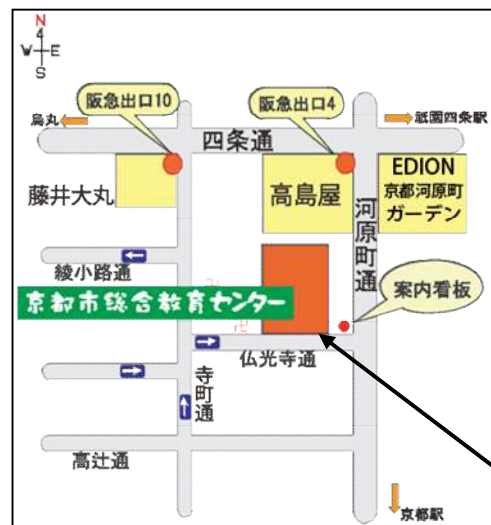 N
W E
S
阪急出口10
阪急出口4
烏丸
祇園四条駅
四条通
藤井大丸
高島屋
EDION
京都河原町
ガーデン
河原町通
綾小路通
案内看板
京都市総合教育センター
卍
卍
仏光寺通
寺町通
高辻通
京都駅